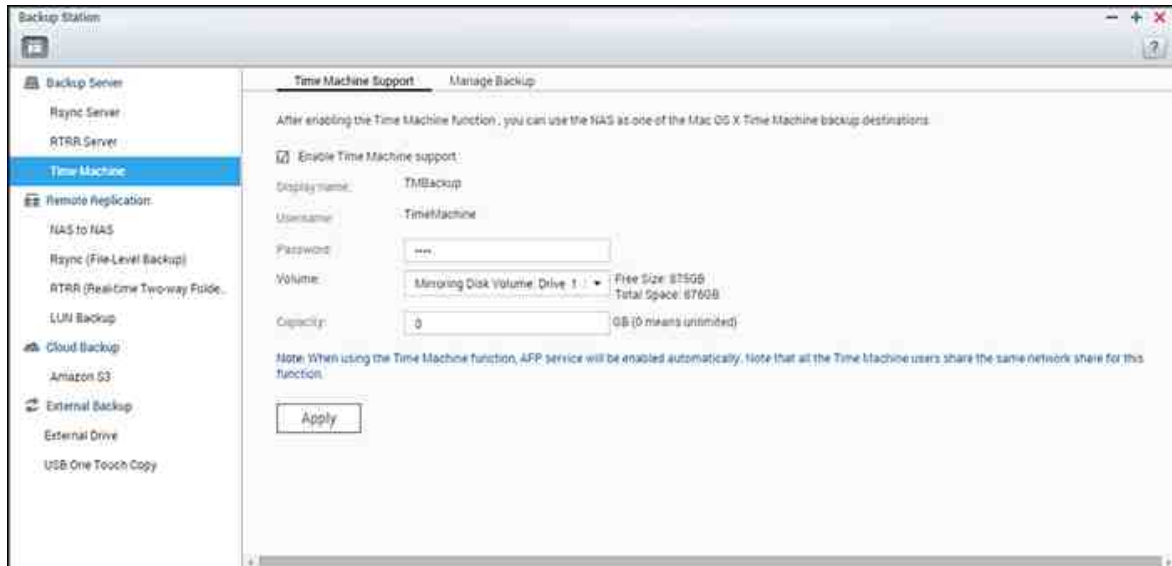 Backup Station
?
Backup Server
Rsync Server
RTRR Server
Time Machine
Remote Replication
NAS to NAS
Rsync (File-Level Backup)
RTRR (Real-time Two-way Folde..
LUN Backup
Cloud Backup
Amazon S3
External Backup
External Drive
USB One Touch Copy
Time Machine Support Manage Backup
After enabling the Time Machine function , you can use the NAS as one of the Mac OS X Time Machine backup destinations.
Enable Time Machine support
Display name: TMBackup
Username: TimeMachine
Password: ••••
Volume: Mirroring Disk Volume: Drive 1 Free Size: 875GB
Total Space: 876GB
Capacity: 0 GB (0 means unlimited)
Note: When using the Time Machine function, AFP service will be enabled automatically. Note that all the Time Machine users share the same network share for this
function.
Apply